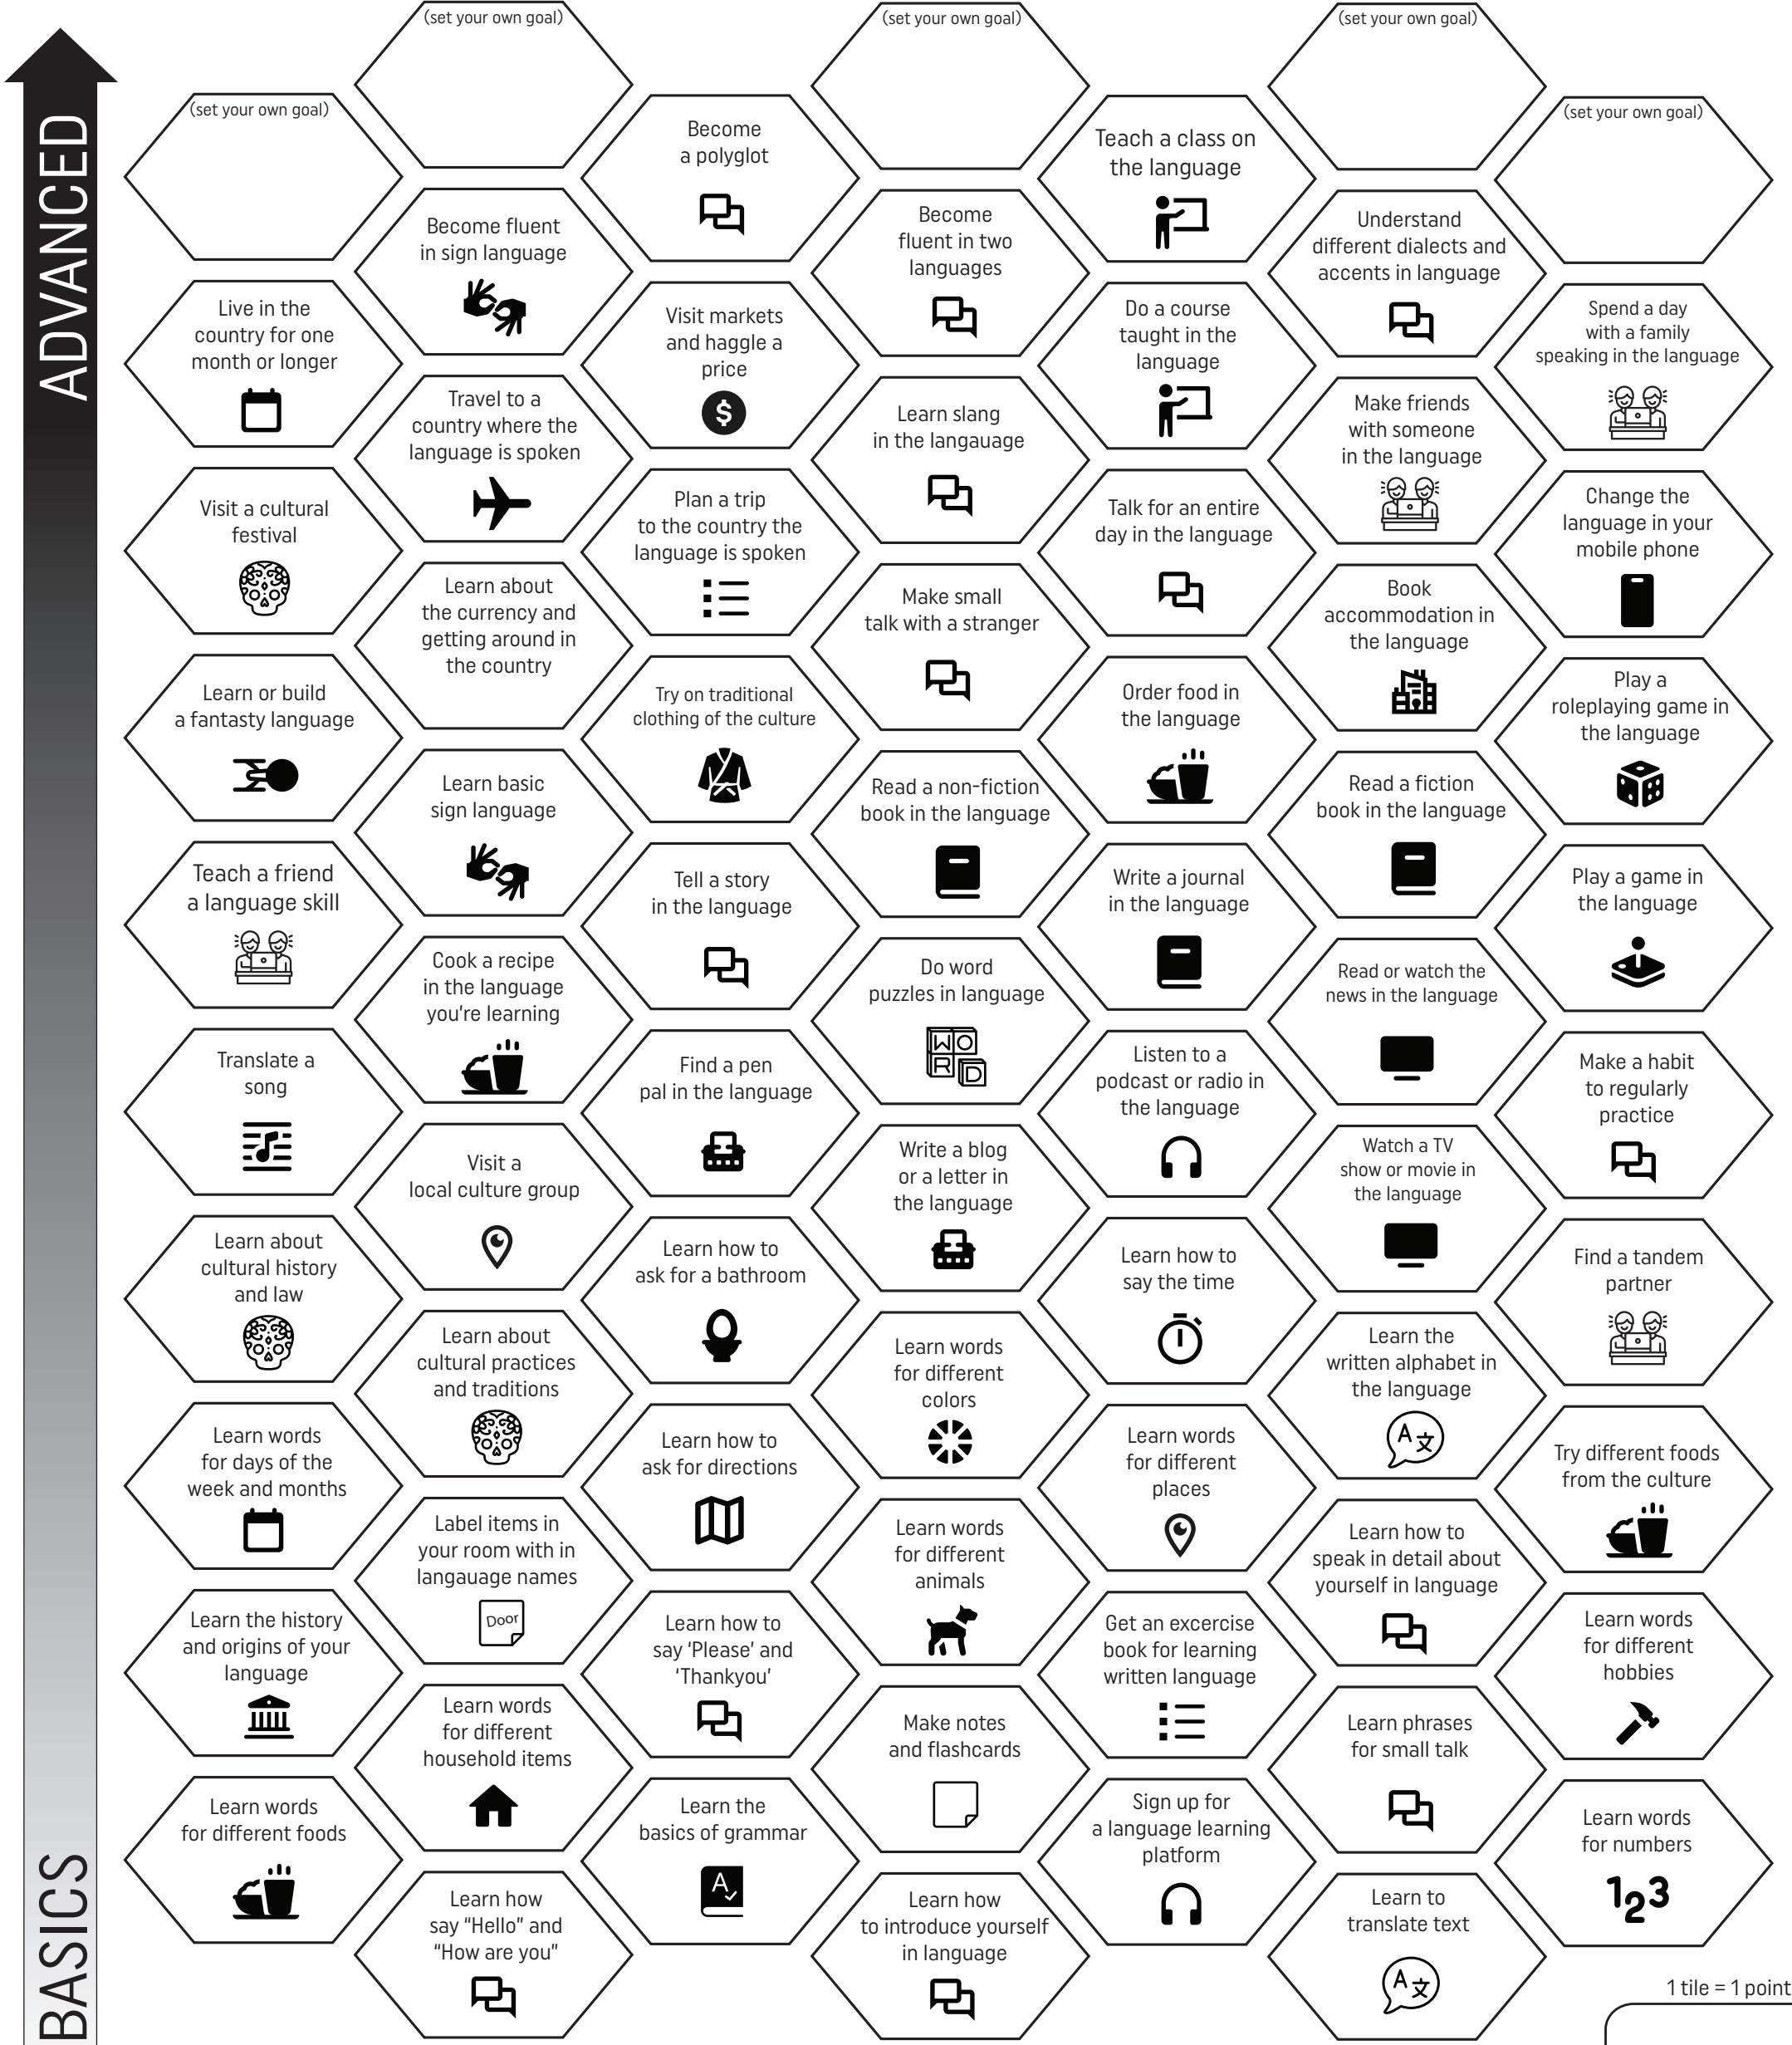 (set your own goal)
(set your own goal)
(set your own goal)
(set your own goal)
Become
a polyglot
Teach a class on
the language
(set your own goal)
Become fluent
in sign language
Become
fluent in two
languages
Understand
different dialects and
accents in language
Live in the
country for one
month or longer
Visit markets
and haggle a
price
Do a course
taught in the
language
Spend a day
with a family
speaking in the language
Travel to a
country where the
language is spoken
Learn slang
in the langauage
Make friends
with someone
in the language
Visit a cultural
festival
Plan a trip
to the country the
language is spoken
Talk for an entire
day in the language
Change the
language in your
mobile phone
Learn about
the currency and
getting around in
the country
Make small
talk with a stranger
Book
accommodation in
the language
Learn or build
a fantasty language
Try on traditional
clothing of the culture
Order food in
the language
Play a
roleplaying game in
the language
Learn basic
sign language
Read a non-fiction
book in the language
Read a fiction
book in the language
Teach a friend
a language skill
Tell a story
in the language
Write a journal
in the language
Play a game in
the language
Cook a recipe
in the language
you're learning
Do word
puzzles in language
WO
RD
Read or watch the
news in the language
Translate a
song
Find a pen
pal in the language
Listen to a
podcast or radio in
the language
Make a habit
to regularly
practice
Visit a
local culture group
Write a blog
or a letter in
the language
Watch a TV
show or movie in
the language
Learn about
cultural history
and law
Learn how to
ask for a bathroom
Learn how to
say the time
Find a tandem
partner
Learn about
cultural practices
and traditions
Learn words
for different
colors
Learn the
written alphabet in
the language
A文
Learn words
for days of the
week and months
Learn how to
ask for directions
Learn words
for different
places
Try different foods
from the culture
Label items in
your room with in
langauage names
Door
Learn words
for different
animals
Learn how to
speak in detail about
yourself in language
Learn the history
and origins of your
language
Learn how to
say ‘Please’ and
‘Thankyou’
Get an excercise
book for learning
written language
Learn words
for different
hobbies
Learn words
for different
household items
Make notes
and flashcards
Learn phrases
for small talk
Learn words
for different foods
Learn the
basics of grammar
A
Sign up for
a language learning
platform
Learn words
for numbers
123
Learn how
say “Hello” and
“How are you”
Learn how
to introduce yourself
in language
Learn to
translate text
A文
1 tile = 1 point
ADVANCED
BASICS